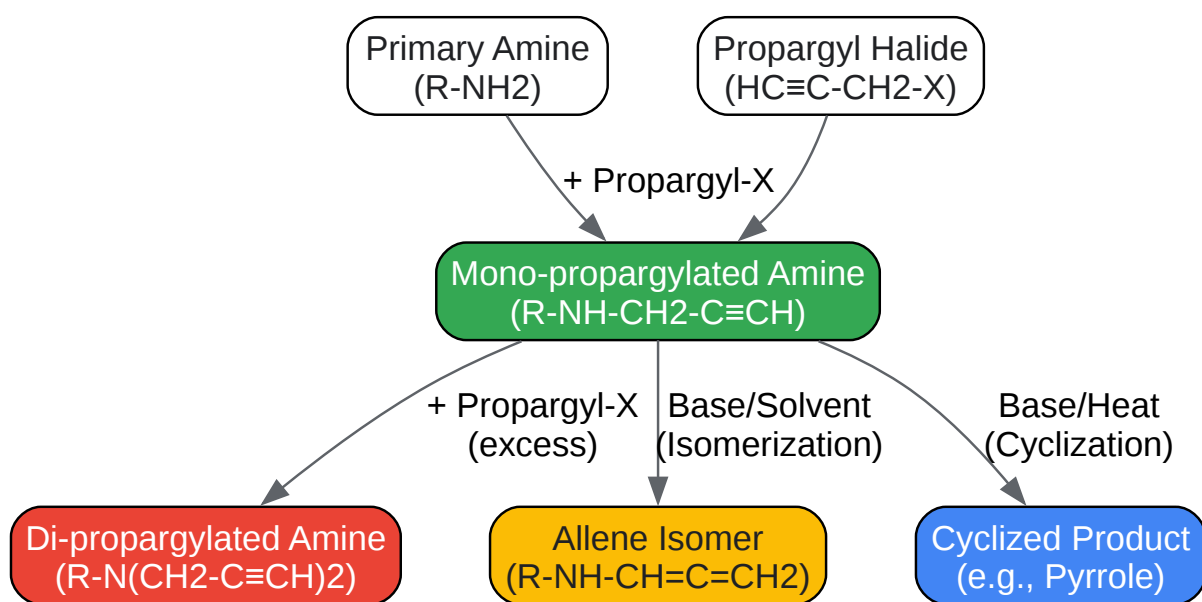 Primary Amine
(R-NH2)
Propargyl Halide
(HC≡C-CH2-X)
+ Propargyl-X
Mono-propargylated Amine
(R-NH-CH2-C≡CH)
+ Propargyl-X
(excess)
Base/Solvent
(Isomerization)
Base/Heat
(Cyclization)
Di-propargylated Amine
(R-N(CH2-C≡CH)2)
Allene Isomer
(R-NH-CH=C=CH2)
Cyclized Product
(e.g., Pyrrole)